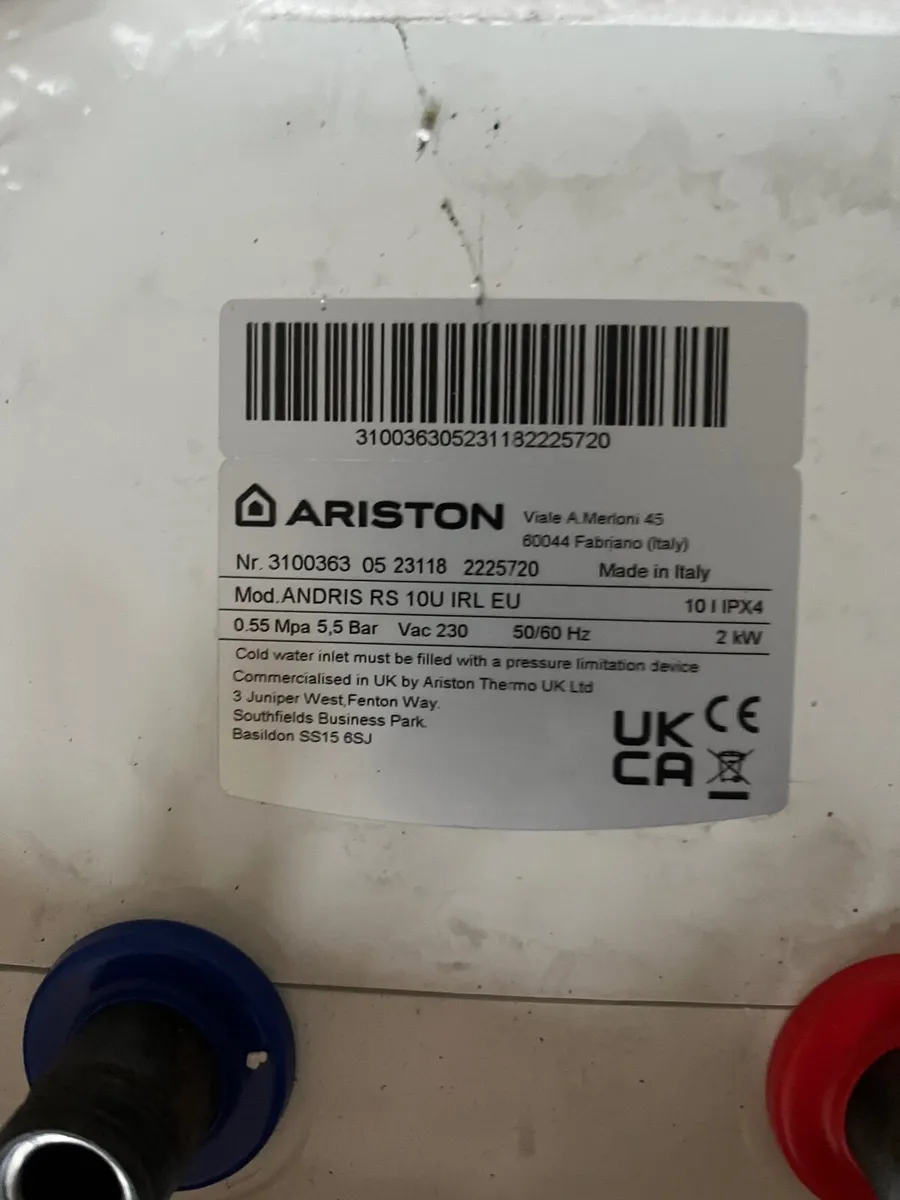 310036305231182225720
ARISTON Viale A.Merloni 45
60044 Fabriano (Italy)
Nr. 3100363 05 23118 2225720 Made in Italy
Mod.ANDRIS RS 10U IRL EU 10 l IPX4
0.55 Mpa 5,5 Bar Vac 230 50/60 Hz 2 kW
Cold water inlet must be filled with a pressure limitation device
Commercialised in UK by Ariston Thermo UK Ltd
3 Juniper West,Fenton Way.
Southfields Business Park.
Basildon SS15 6SJ
UK CE
CA